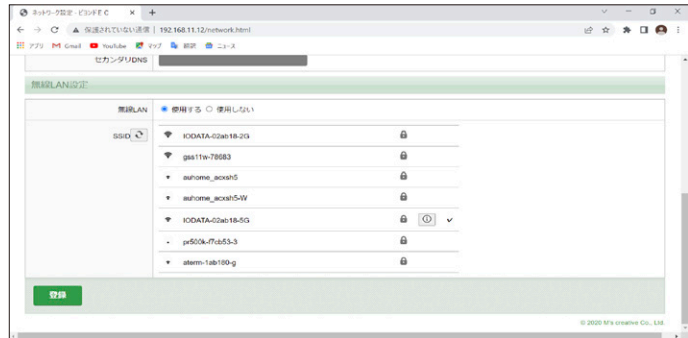 ネットワーク設定 - ビヨンドE C
保護されていない通信 | 192.168.11.12/network.html
アプリ Gmail YouTube マップ 翻訳 ニュース
セカンダリDNS
無線LAN設定
無線LAN 使用する 使用しない
SSID IODATA-02ab18-2G
gss11w-78683
auhome_acxsh5
auhome_acxsh5-W
IODATA-02ab18-5G
pr500k-f7cb53-3
aterm-1ab180-g
登録
© 2020 M's creative Co., Ltd.